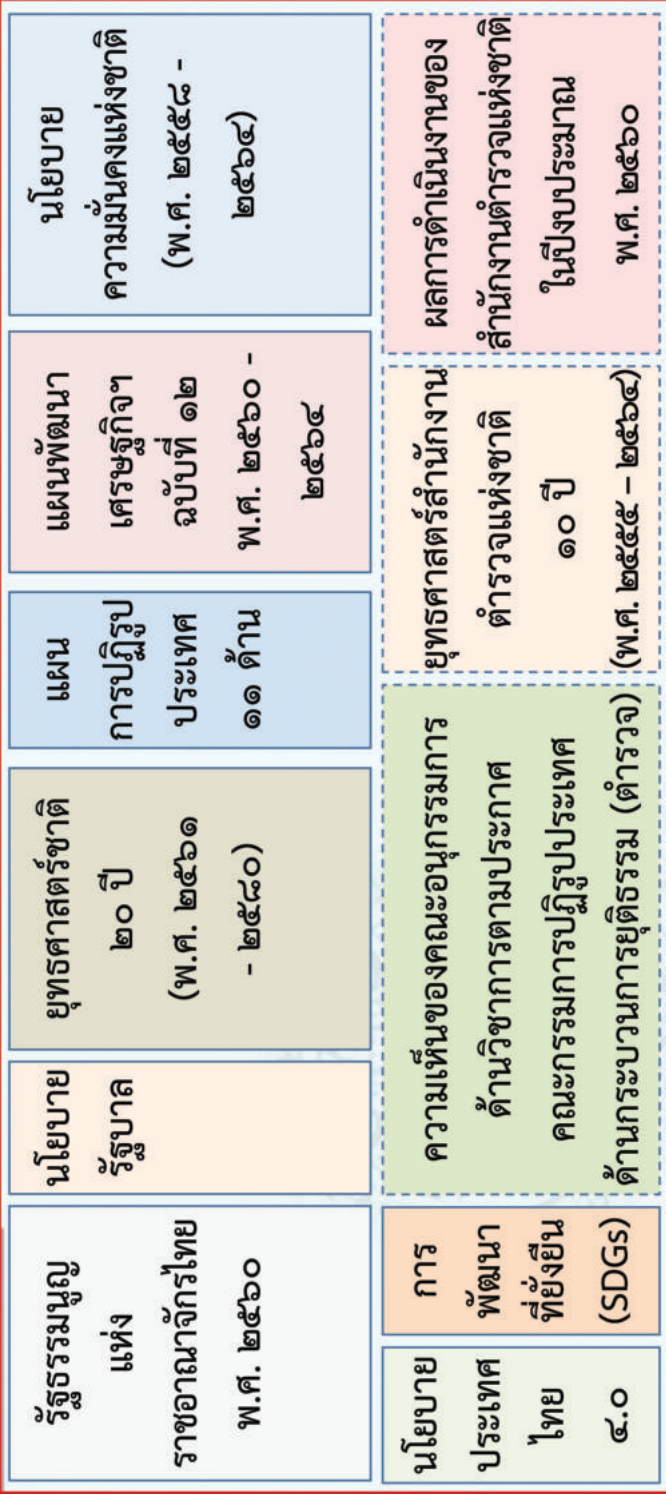 รัฐธรรมนูญ
แห่ง
ราชอาณาจักรไทย
พ.ศ. ๒๕๖๐
นโยบาย
รัฐบาล
ยุทธศาสตร์ชาติ
๒๐ ปี
(พ.ศ. ๒๕๖๑
- ๒๕๘๐)
แผน
การปฏิรูป
ประเทศ
๑๑ ด้าน
แผนพัฒนา
เศรษฐกิจฯ
ฉบับที่ ๑๒
พ.ศ. ๒๕๖๐ -
๒๕๖๔
นโยบาย
ความมั่นคงแห่งชาติ
(พ.ศ. ๒๕๕๘ -
๒๕๖๔)
นโยบาย
ประเทศ
ไทย
๔.๐
การ
พัฒนา
ที่ยั่งยืน
(SDGs)
ความเห็นของคณะอนุกรรมการ
ด้านวิชาการตามประกาศ
คณะกรรมการปฏิรูปประเทศ
ด้านกระบวนการยุติธรรม (ตำรวจ)
ยุทธศาสตร์สำนักงาน
ตำรวจแห่งชาติ
๑๐ ปี
(พ.ศ. ๒๕๕๕ – ๒๕๖๔)
ผลการดำเนินงานของ
สำนักงานตำรวจแห่งชาติ
ในปีงบประมาณ
พ.ศ. ๒๕๖๐